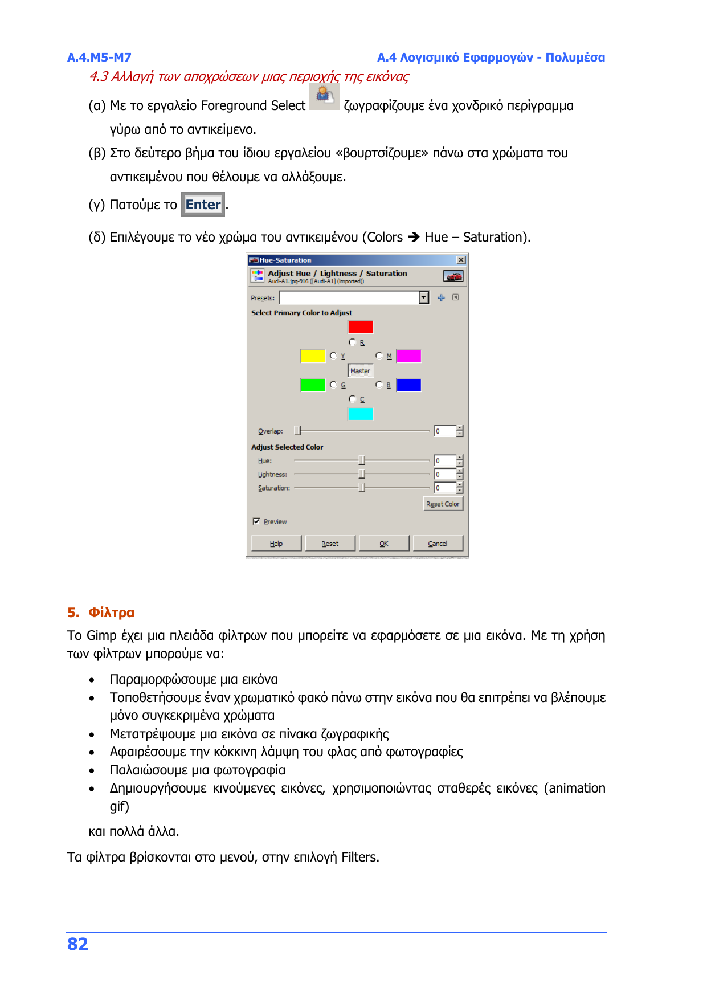 Α.4.Μ5-Μ7 Α.4 Λογισμικό Εφαρμογών - Πολυμέσα
4.3 Αλλαγή των αποχρώσεων μιας περιοχής της εικόνας
(α) Με το εργαλείο Foreground Select ζωγραφίζουμε ένα χονδρικό περίγραμμα
γύρω από το αντικείμενο.
(β) Στο δεύτερο βήμα του ίδιου εργαλείου «βουρτσίζουμε» πάνω στα χρώματα του
αντικειμένου που θέλουμε να αλλάξουμε.
(γ) Πατούμε το Enter.
(δ) Επιλέγουμε το νέο χρώμα του αντικειμένου (Colors ➔ Hue – Saturation).
Hue-Saturation
Adjust Hue / Lightness / Saturation
Audi-A1.jpg-916 ([Audi-A1] (imported))
Presets:
Select Primary Color to Adjust
R
Y M
Master
G B
C
Overlap: 0
Adjust Selected Color
Hue: 0
Lightness: 0
Saturation: 0
Reset Color
Preview
Help Reset OK Cancel
5. Φίλτρα
Το Gimp έχει μια πλειάδα φίλτρων που μπορείτε να εφαρμόσετε σε μια εικόνα. Με τη χρήση
των φίλτρων μπορούμε να:
• Παραμορφώσουμε μια εικόνα
• Τοποθετήσουμε έναν χρωματικό φακό πάνω στην εικόνα που θα επιτρέπει να βλέπουμε
μόνο συγκεκριμένα χρώματα
• Μετατρέψουμε μια εικόνα σε πίνακα ζωγραφικής
• Αφαιρέσουμε την κόκκινη λάμψη του φλας από φωτογραφίες
• Παλαιώσουμε μια φωτογραφία
• Δημιουργήσουμε κινούμενες εικόνες, χρησιμοποιώντας σταθερές εικόνες (animation
gif)
και πολλά άλλα.
Τα φίλτρα βρίσκονται στο μενού, στην επιλογή Filters.
82